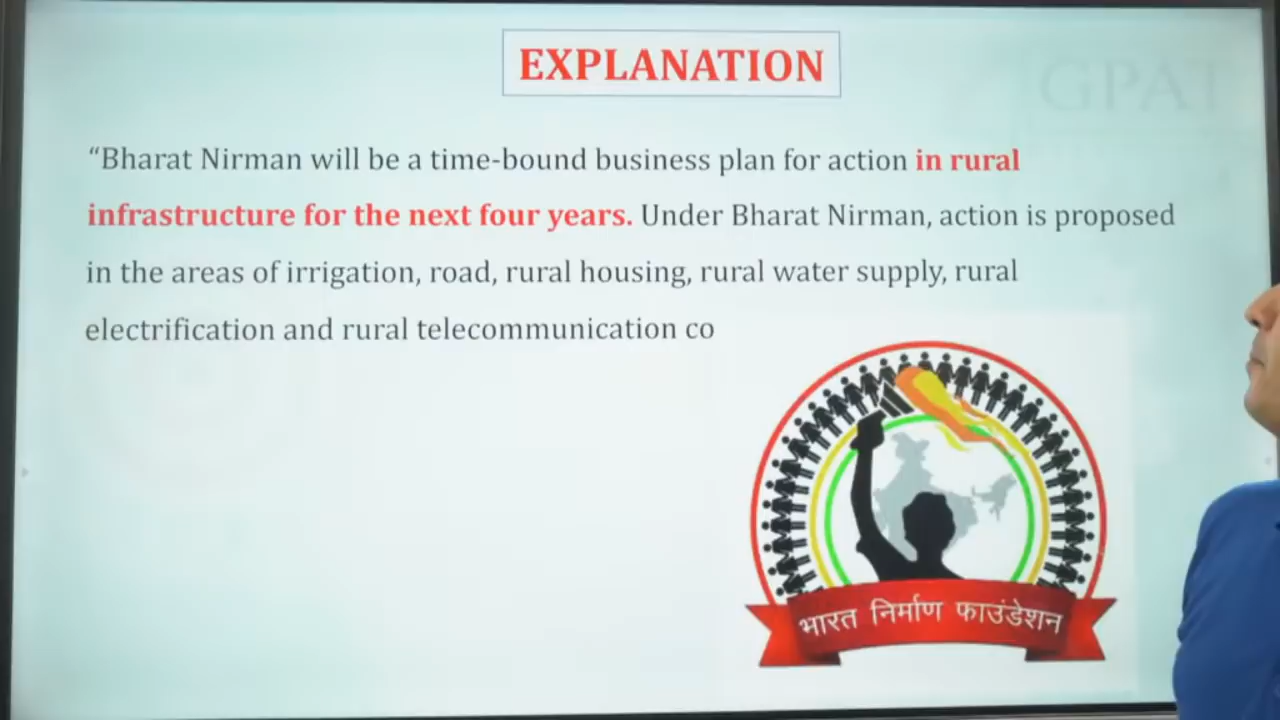 EXPLANATION
GPAT
“Bharat Nirman will be a time-bound business plan for action in rural
infrastructure for the next four years. Under Bharat Nirman, action is proposed
in the areas of irrigation, road, rural housing, rural water supply, rural
electrification and rural telecommunication co
भारत निर्माण फाउंडेशन